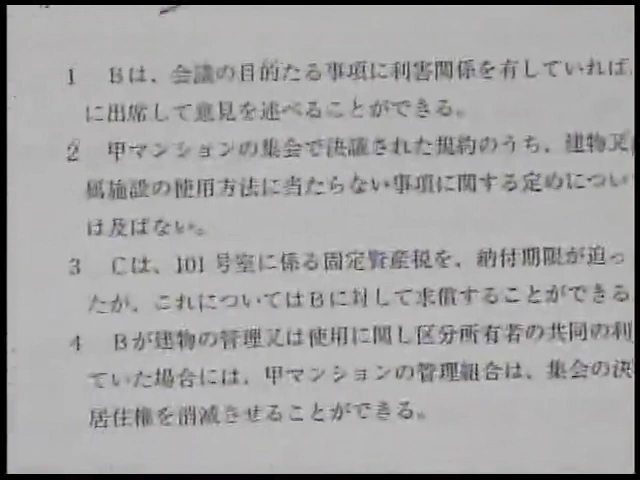 1 Bは、会議の目的たる事項に利害関係を有していれば
に出席して意見を述べることができる。
2 甲マンションの集会で決議された規約のうち、建物又
属施設の使用方法に当たらない事項に関する定めについ
は及ばない。
3 Cは、101号室に係る固定資産税を、納付期限が迫っ
たが、これについてはBに対して求償することができる
4 Bが建物の管理又は使用に関し区分所有者の共同の利
ていた場合には、甲マンションの管理組合は、集会の決
居住権を消滅させることができる。